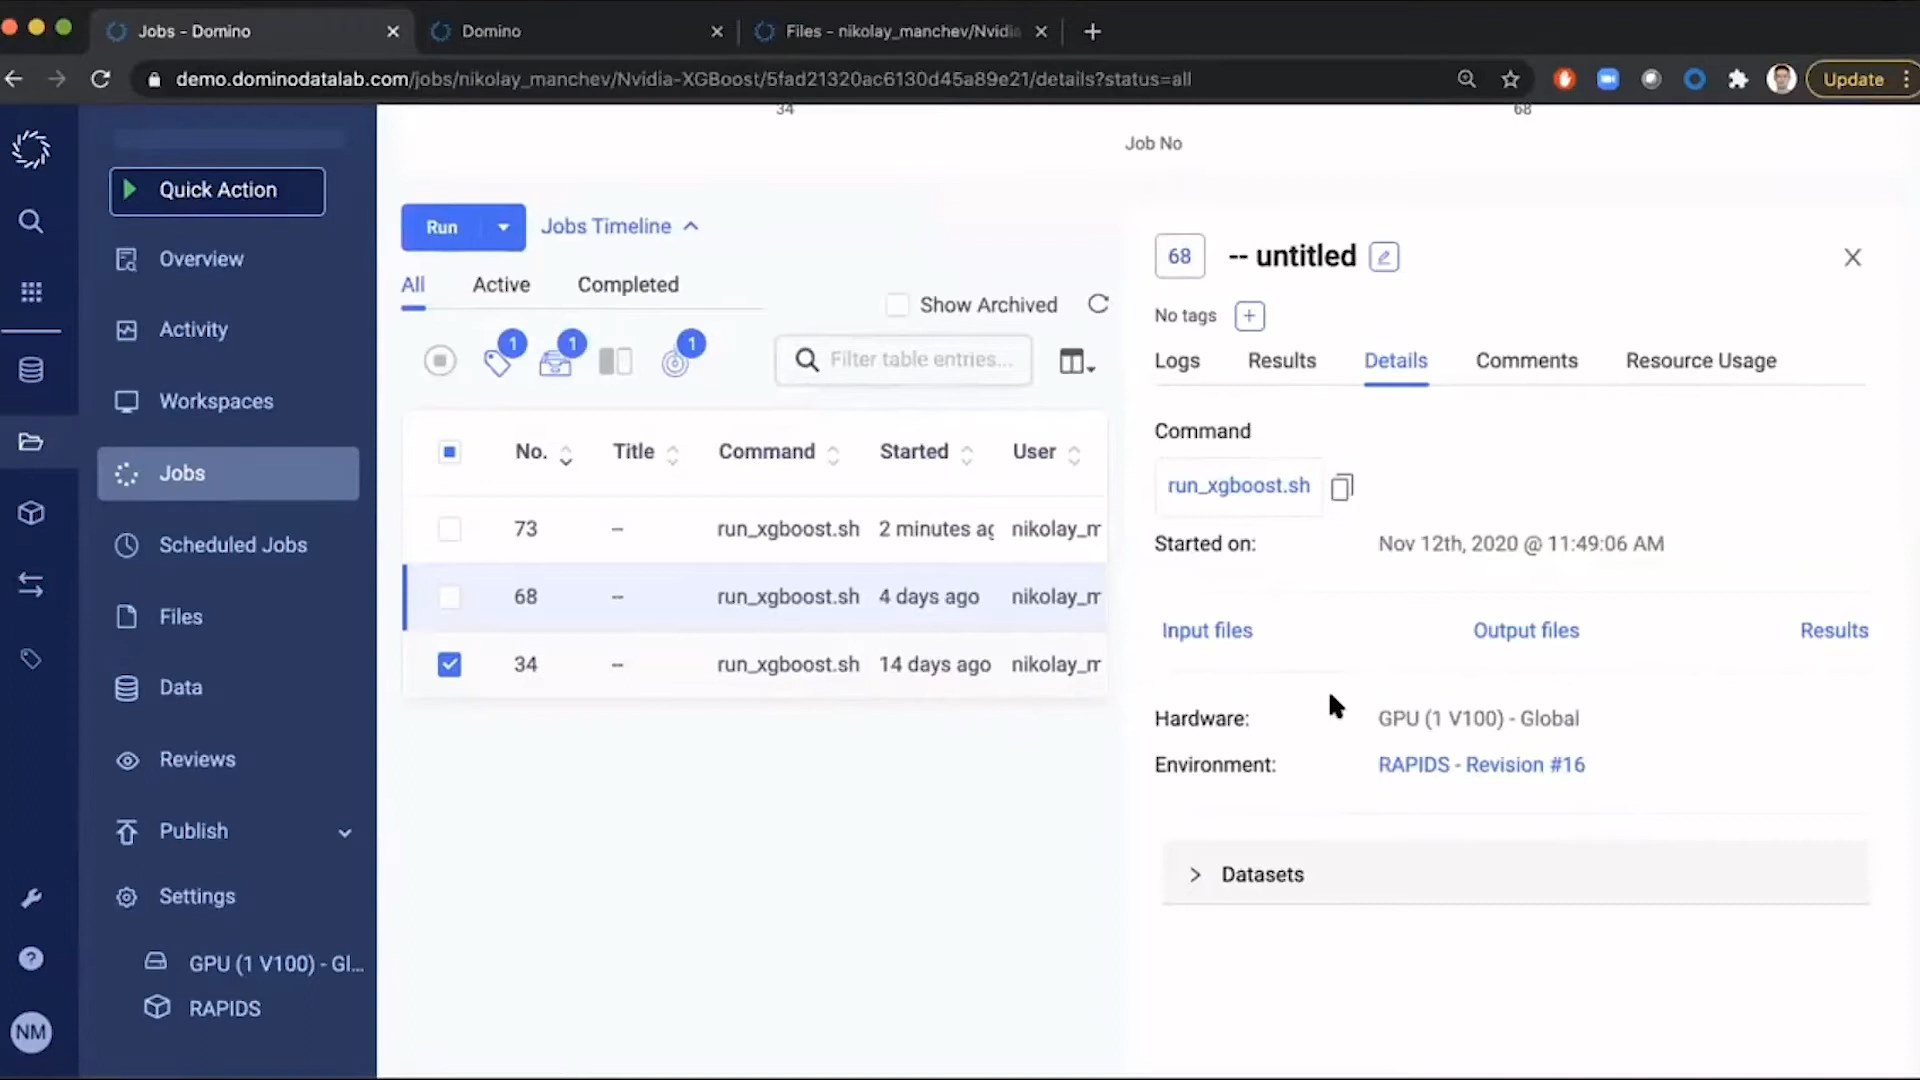 Jobs - Domino
Domino
Files - nikolay_manchev/Nvidi
demo.dominodatalab.com/jobs/nikolay_manchev/Nvidia-XGBoost/5fad21320ac6130d45a89e21/details?status=all
Update
34
68
Job No
Quick Action
Overview
Activity
Workspaces
Jobs
Scheduled Jobs
Files
Data
Reviews
Publish
Settings
GPU (1 V100) - Gl...
RAPIDS
NM
Run
Jobs Timeline
All
Active
Completed
Show Archived
1
1
1
Filter table entries...
No.
Title
Command
Started
User
73
--
run_xgboost.sh
2 minutes ag
nikolay_m
68
--
run_xgboost.sh
4 days ago
nikolay_m
34
--
run_xgboost.sh
14 days ago
nikolay_m
68
-- untitled
No tags
Logs
Results
Details
Comments
Resource Usage
Command
run_xgboost.sh
Started on:
Nov 12th, 2020 @ 11:49:06 AM
Input files
Output files
Results
Hardware:
GPU (1 V100) - Global
Environment:
RAPIDS - Revision #16
Datasets